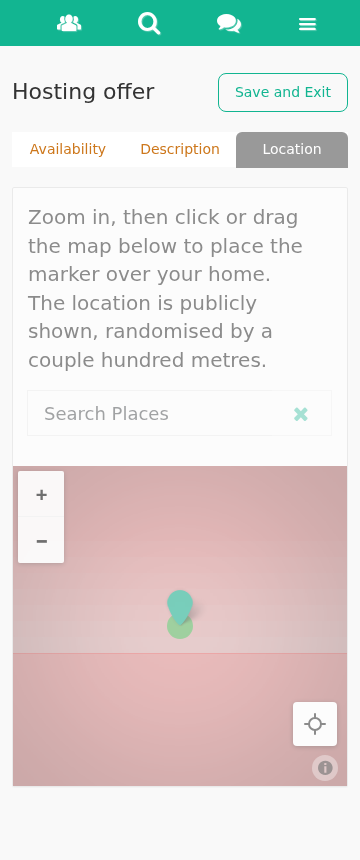 Hosting offer
Save and Exit
Availability
Description
Location
Zoom in, then click or drag
the map below to place the
marker over your home.
The location is publicly
shown, randomised by a
couple hundred metres.
Search Places
+
−